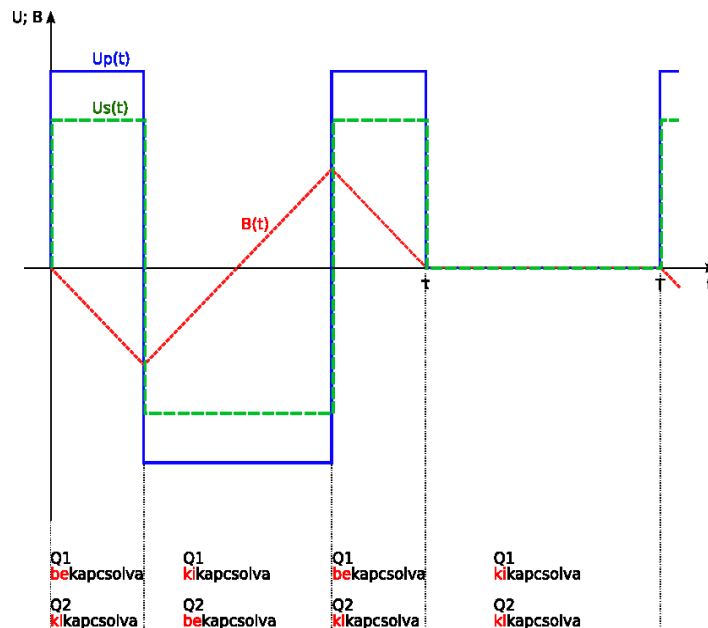 U; B
Up(t)
Us(t)
B(t)
t T t
Q1 Q1 Q1 Q1
bekapcsolva kikapcsolva bekapcsolva kikapcsolva
Q2 Q2 Q2 Q2
kikapcsolva bekapcsolva kikapcsolva kikapcsolva